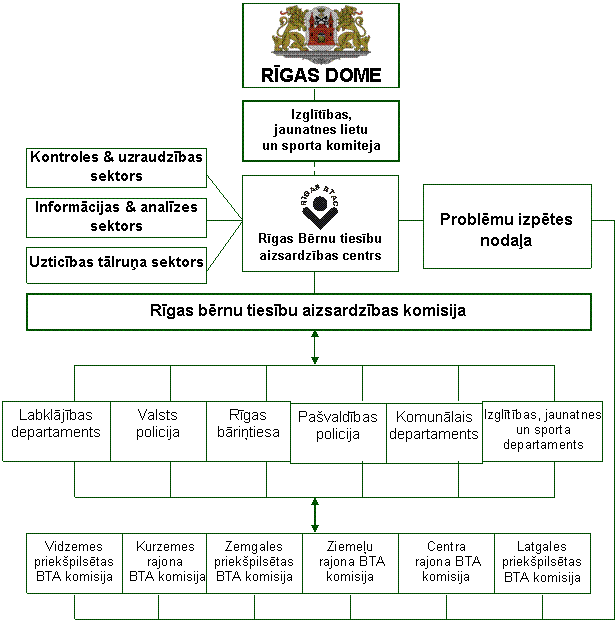 RĪGAS DOME
Izglītības,
jaunatnes lietu
un sporta komiteja
Kontroles & uzraudzības
sektors
Informācijas & analīzes
sektors
Uzticības tālruņa sektors
RĪGAS BTAC
Rīgas Bērnu tiesību
aizsardzības centrs
Problēmu izpētes
nodaļa
Rīgas bērnu tiesību aizsardzības komisija
Labklājības
departaments
Valsts
policija
Rīgas
bāriņtiesa
Pašvaldības
policija
Komunālais
departaments
Izglītības, jaunatnes
un sporta
departaments
Vidzemes
priekšpilsētas
BTA komisija
Kurzemes
rajona
BTA komisija
Zemgales
priekšpilsētas
BTA komisija
Ziemeļu
rajona BTA
komisija
Centra
rajona BTA
komisija
Latgales
priekšpilsētas
BTA komisija